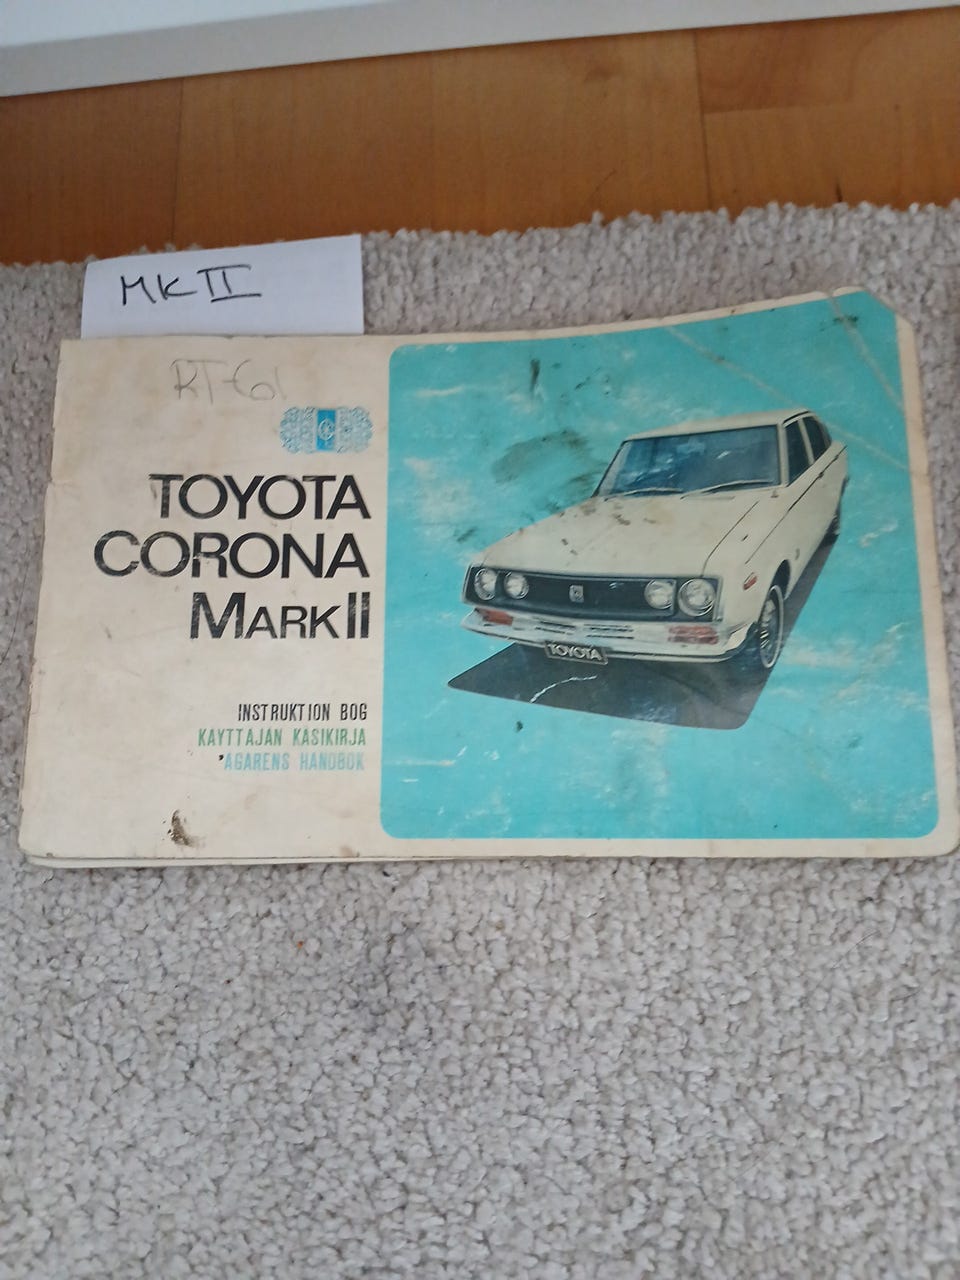 MK II
RT-61
TOYOTA
CORONA
MARK II
INSTRUKTION BOG
KAYTTAJAN KASIKIRJA
'AGARENS HANDBOK
TOYOTA